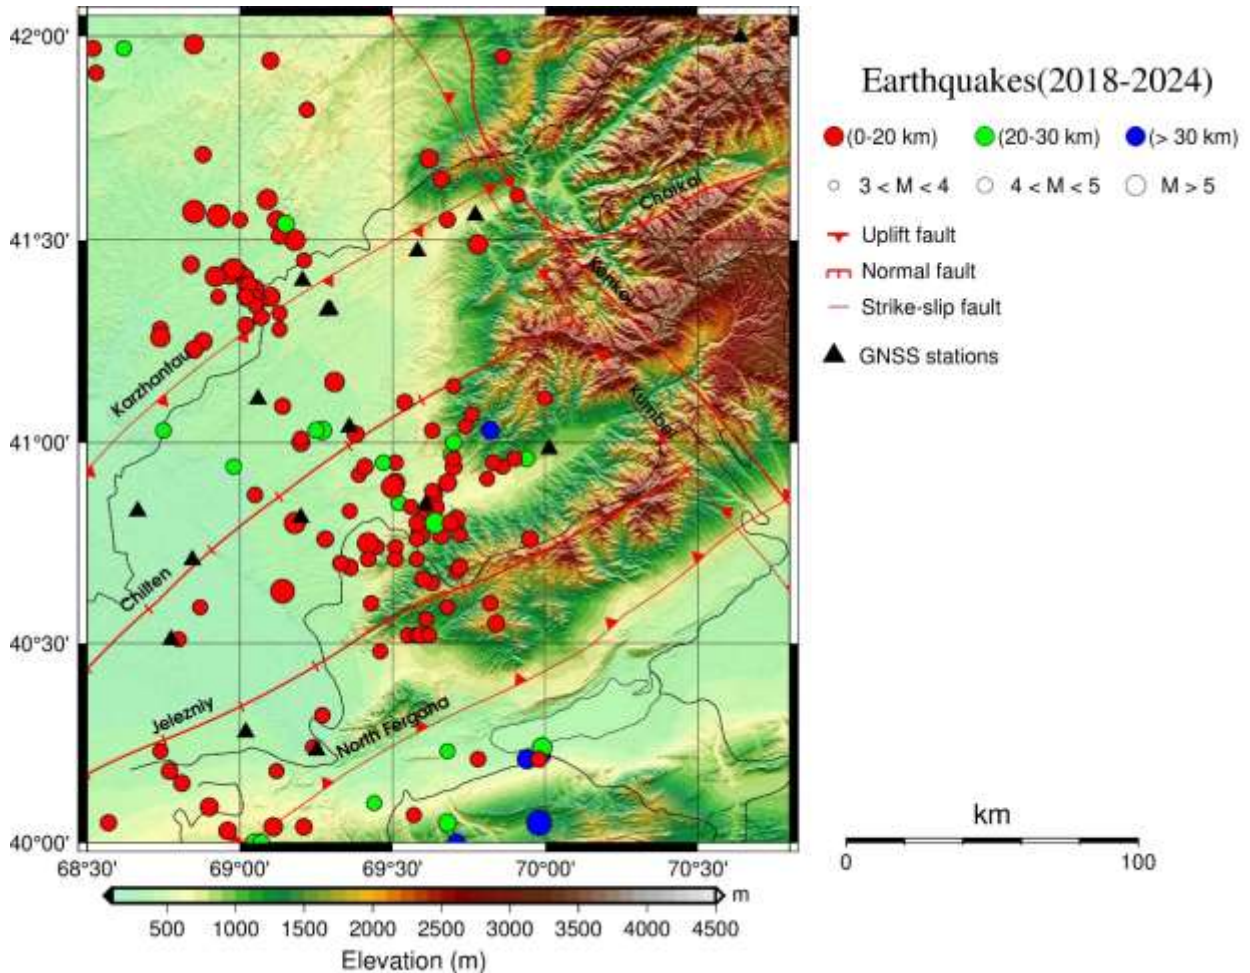 42°00'
41°30'
41°00'
40°30'
40°00'
68°30'
69°00'
69°30'
70°00'
70°30'
Chatkal
Kenkol
Karzhantau
Kumbel
Chilten
Jelezniy
North Fergana
m
500
1000
1500
2000
2500
3000
3500
4000
4500
Elevation (m)
Earthquakes(2018-2024)
(0-20 km)
(20-30 km)
(> 30 km)
3 < M < 4
4 < M < 5
M > 5
Uplift fault
Normal fault
Strike-slip fault
GNSS stations
km
0
100